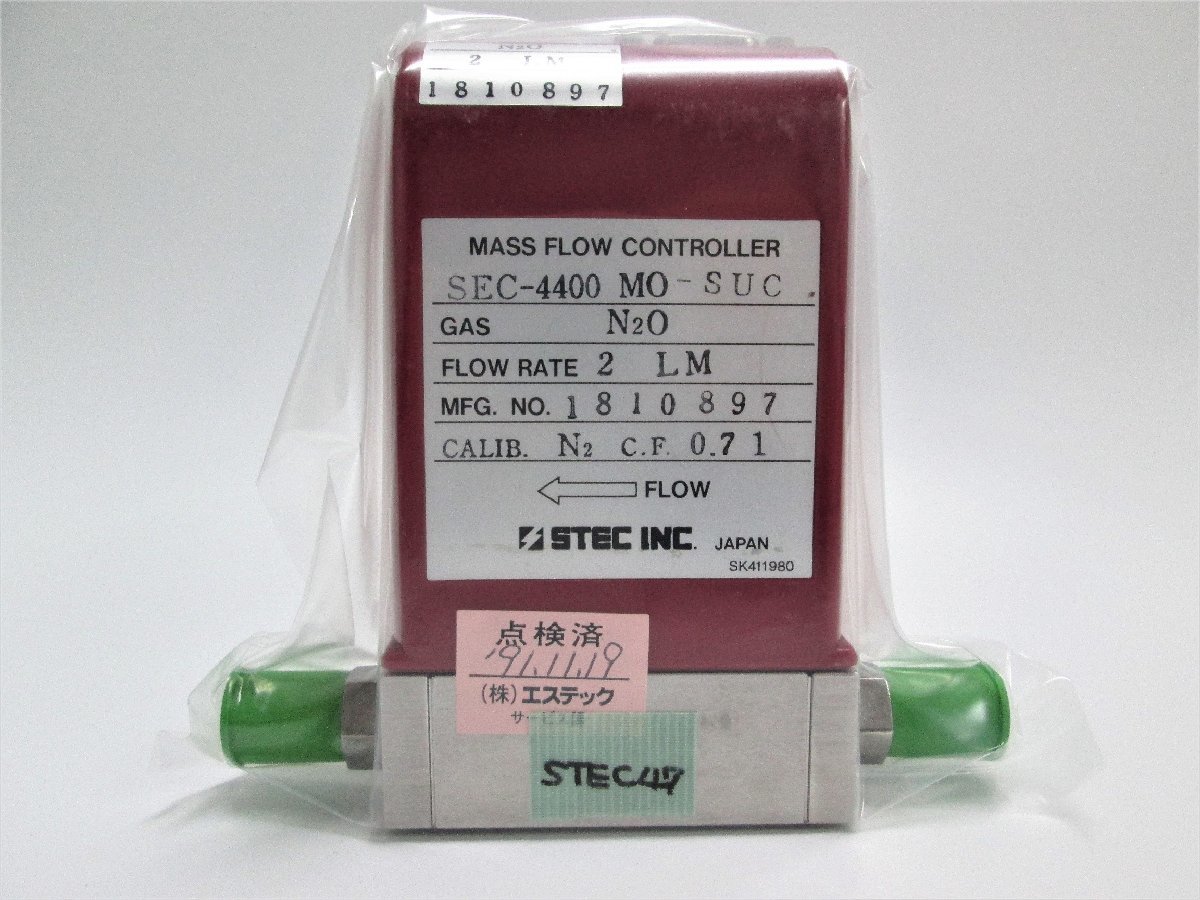 N2O
2 LM
1810897
MASS FLOW CONTROLLER
SEC-4400 MO-SUC
GAS N2O
FLOW RATE 2 LM
MFG. NO. 1810897
CALIB. N2 C.F. 0.71
FLOW
STEC INC. JAPAN
SK411980
点検済
'91.11.19
(株)エステック
STEC47